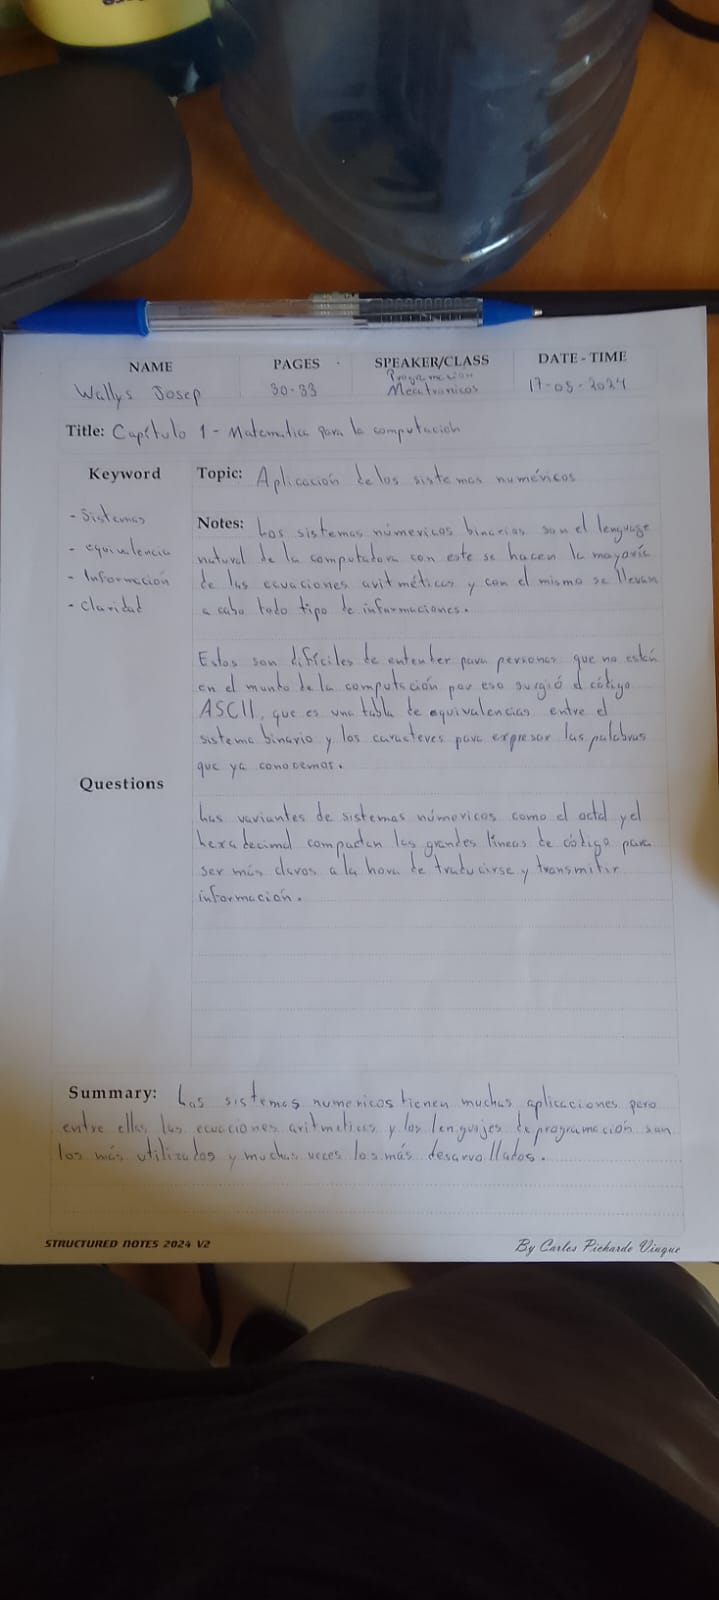 NAME PAGES SPEAKER/CLASS DATE - TIME
Wallys Josep 30-33 Programación Mecatronicos 17-05-2024
Title: Capítulo 1 - Matematica para la computación
Keyword
- Sistemas
- equivalencia
- Información
- Claridad
Topic: Aplicación de los sistemas numéricos
Notes: Los sistemas númericos binarios son el lenguage
natural de la computadora con este se hacen la mayoría
de las ecuaciones aritméticas y con el mismo se llevan
a cabo todo tipo de informaciones.
Estos son difíciles de entender para personas que no están
en el mundo de la computación por eso surgió el código
ASCII, que es una tabla de equivalencias entre el
sistema binario y los caracteres para expresar las palabras
que ya conocemos.
Questions
Las variantes de sistemas númericos como el octal y el
hexadecimal compactan las grandes líneas de código para
ser más claros a la hora de traducirse y transmitir
información.
Summary: Los sistemas numericos tienen muchas aplicaciones pero
entre ellas las ecuaciones aritmeticas y los lenguajes de programación son
los más utilizados y muchas veces los más desarrollados.
STRUCTURED NOTES 2024 V2
By Carlos Pichardo Viuque